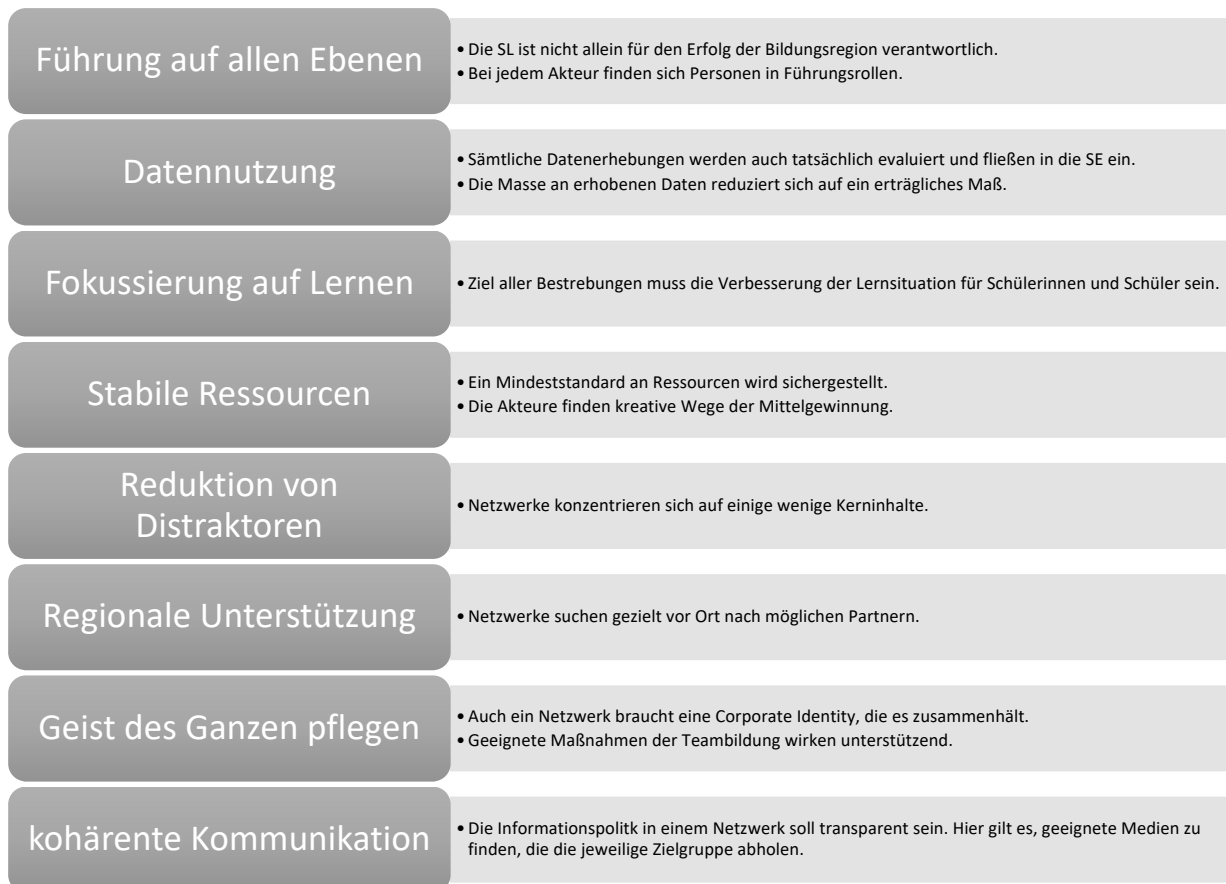 Führung auf allen Ebenen
• Die SL ist nicht allein für den Erfolg der Bildungsregion verantwortlich.
• Bei jedem Akteur finden sich Personen in Führungsrollen.
Datennutzung
• Sämtliche Datenerhebungen werden auch tatsächlich evaluiert und fließen in die SE ein.
• Die Masse an erhobenen Daten reduziert sich auf ein erträgliches Maß.
Fokussierung auf Lernen
• Ziel aller Bestrebungen muss die Verbesserung der Lernsituation für Schülerinnen und Schüler sein.
Stabile Ressourcen
• Ein Mindeststandard an Ressourcen wird sichergestellt.
• Die Akteure finden kreative Wege der Mittelgewinnung.
Reduktion von
Distraktoren
• Netzwerke konzentrieren sich auf einige wenige Kerninhalte.
Regionale Unterstützung
• Netzwerke suchen gezielt vor Ort nach möglichen Partnern.
Geist des Ganzen pflegen
• Auch ein Netzwerk braucht eine Corporate Identity, die es zusammenhält.
• Geeignete Maßnahmen der Teambildung wirken unterstützend.
kohärente Kommunikation
• Die Informationspolitk in einem Netzwerk soll transparent sein. Hier gilt es, geeignete Medien zu
finden, die die jeweilige Zielgruppe abholen.